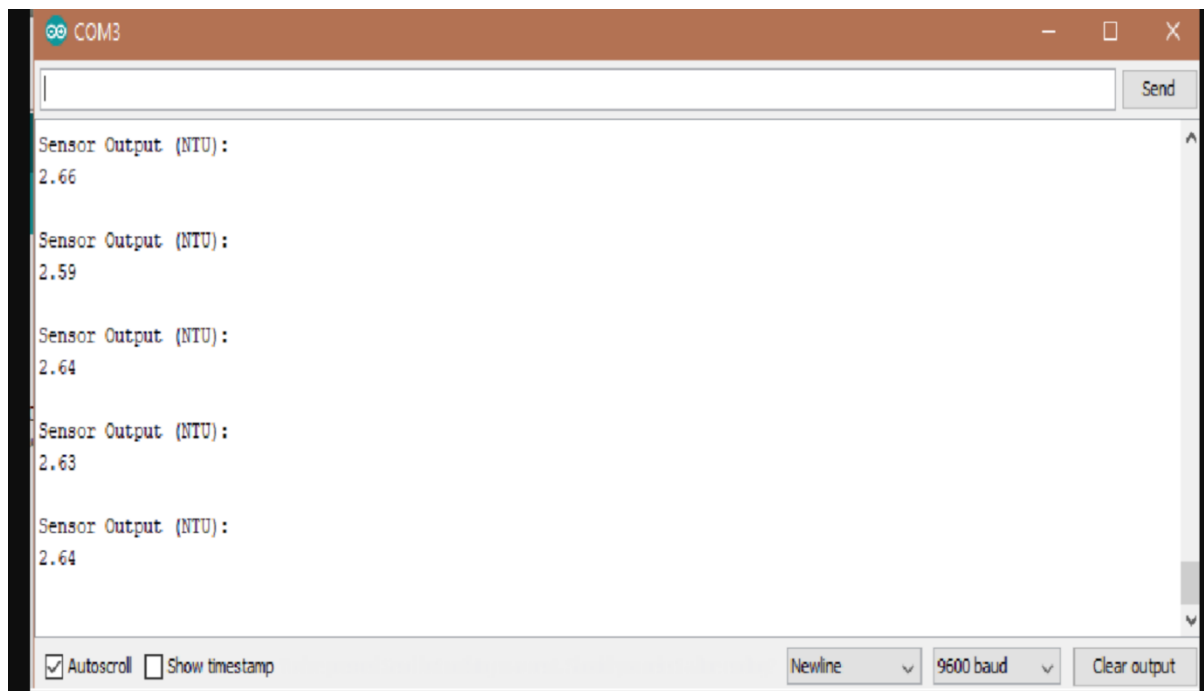 COM3
Send
Sensor Output (NTU):
2.66
Sensor Output (NTU):
2.59
Sensor Output (NTU):
2.64
Sensor Output (NTU):
2.63
Sensor Output (NTU):
2.64
Autoscroll Show timestamp Newline 9600 baud Clear output